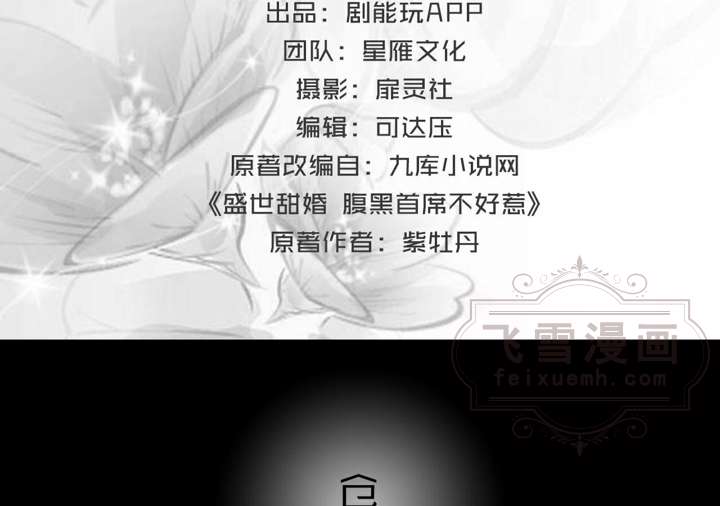 出品：剧能玩APP
团队：星雁文化
摄影：扉灵社
编辑：可达压
原著改编自：九库小说网
《盛世甜婚 腹黑首席不好惹》
原著作者：紫牡丹
飞雪漫画
feixuemh.com